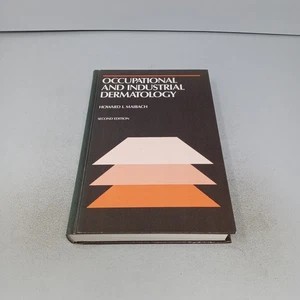 OCCUPATIONAL
AND INDUSTRIAL
DERMATOLOGY
HOWARD I. MAIBACH
SECOND EDITION